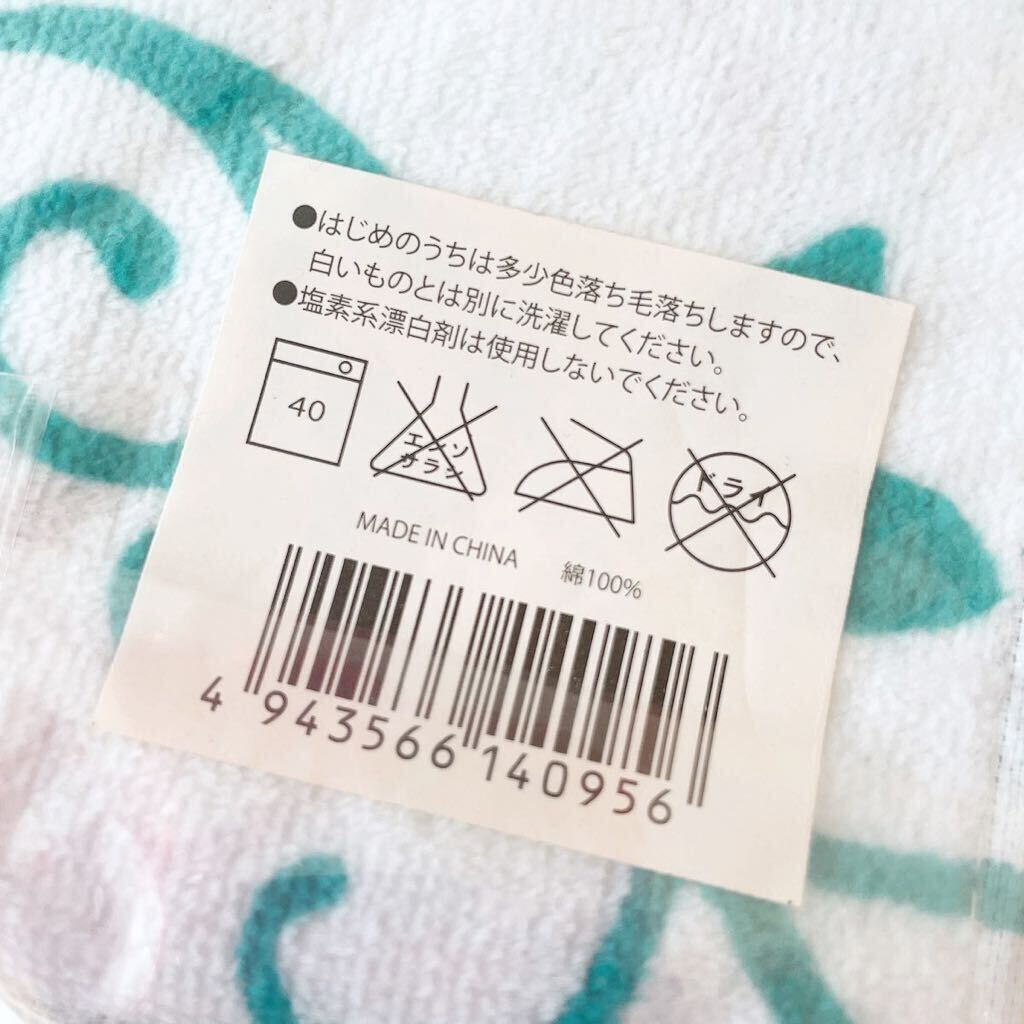 ●はじめのうちは多少色落ち毛落ちしますので、
白いものとは別に洗濯してください。
●塩素系漂白剤は使用しないでください。
40
エンソ
サラシ
ドライ
MADE IN CHINA
綿100%
4 943566 140956